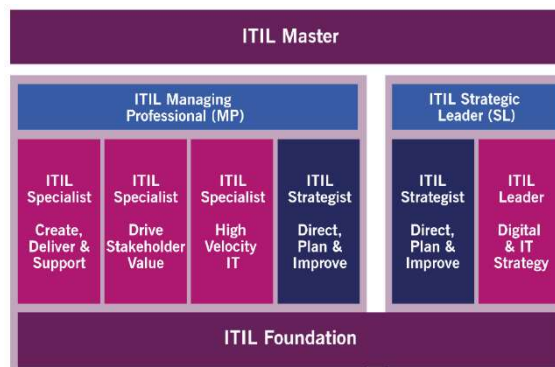 ITIL Master
ITIL Managing
Professional (MP)
ITIL
Specialist
Create,
Deliver &
Support
ITIL
Specialist
Drive
Stakeholder
Value
ITIL
Specialist
High
Velocity
IT
ITIL
Strategist
Direct,
Plan &
Improve
ITIL Strategic
Leader (SL)
ITIL
Strategist
Direct,
Plan &
Improve
ITIL
Leader
Digital
& IT
Strategy
ITIL Foundation